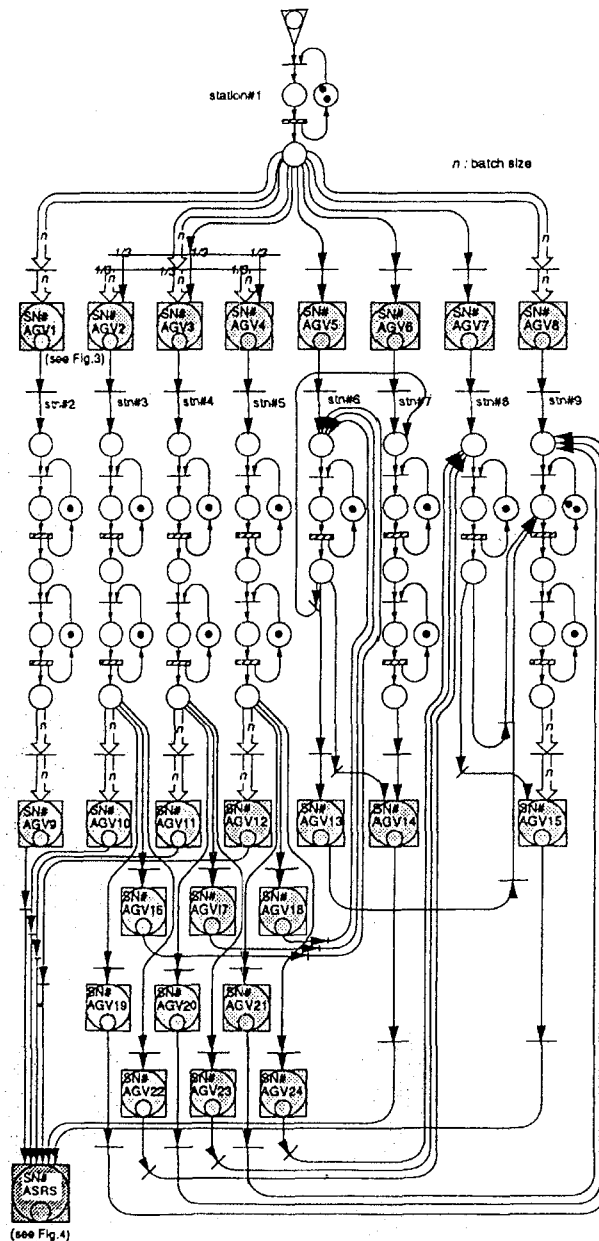 station#1
n : batch size
n n n n
1/3 1/3
1/3 n 1/3 1/3 n
SN# AGV1 SN# AGV2 SN# AGV3 SN# AGV4 SN# AGV5 SN# AGV6 SN# AGV7 SN# AGV8
(see Fig.3)
stn#2 stn#3 stn#4 stn#5 stn#6 stn#7 stn#8 stn#9
n n n n n
SN# AGV9 SN# AGV10 SN# AGV11 SN# AGV12 SN# AGV13 SN# AGV14 SN# AGV15
SN# AGV16 SN# AGV17 SN# AGV18
SN# AGV19 SN# AGV20 SN# AGV21
SN# AGV22 SN# AGV23 SN# AGV24
SN# ASRS
(see Fig.4)